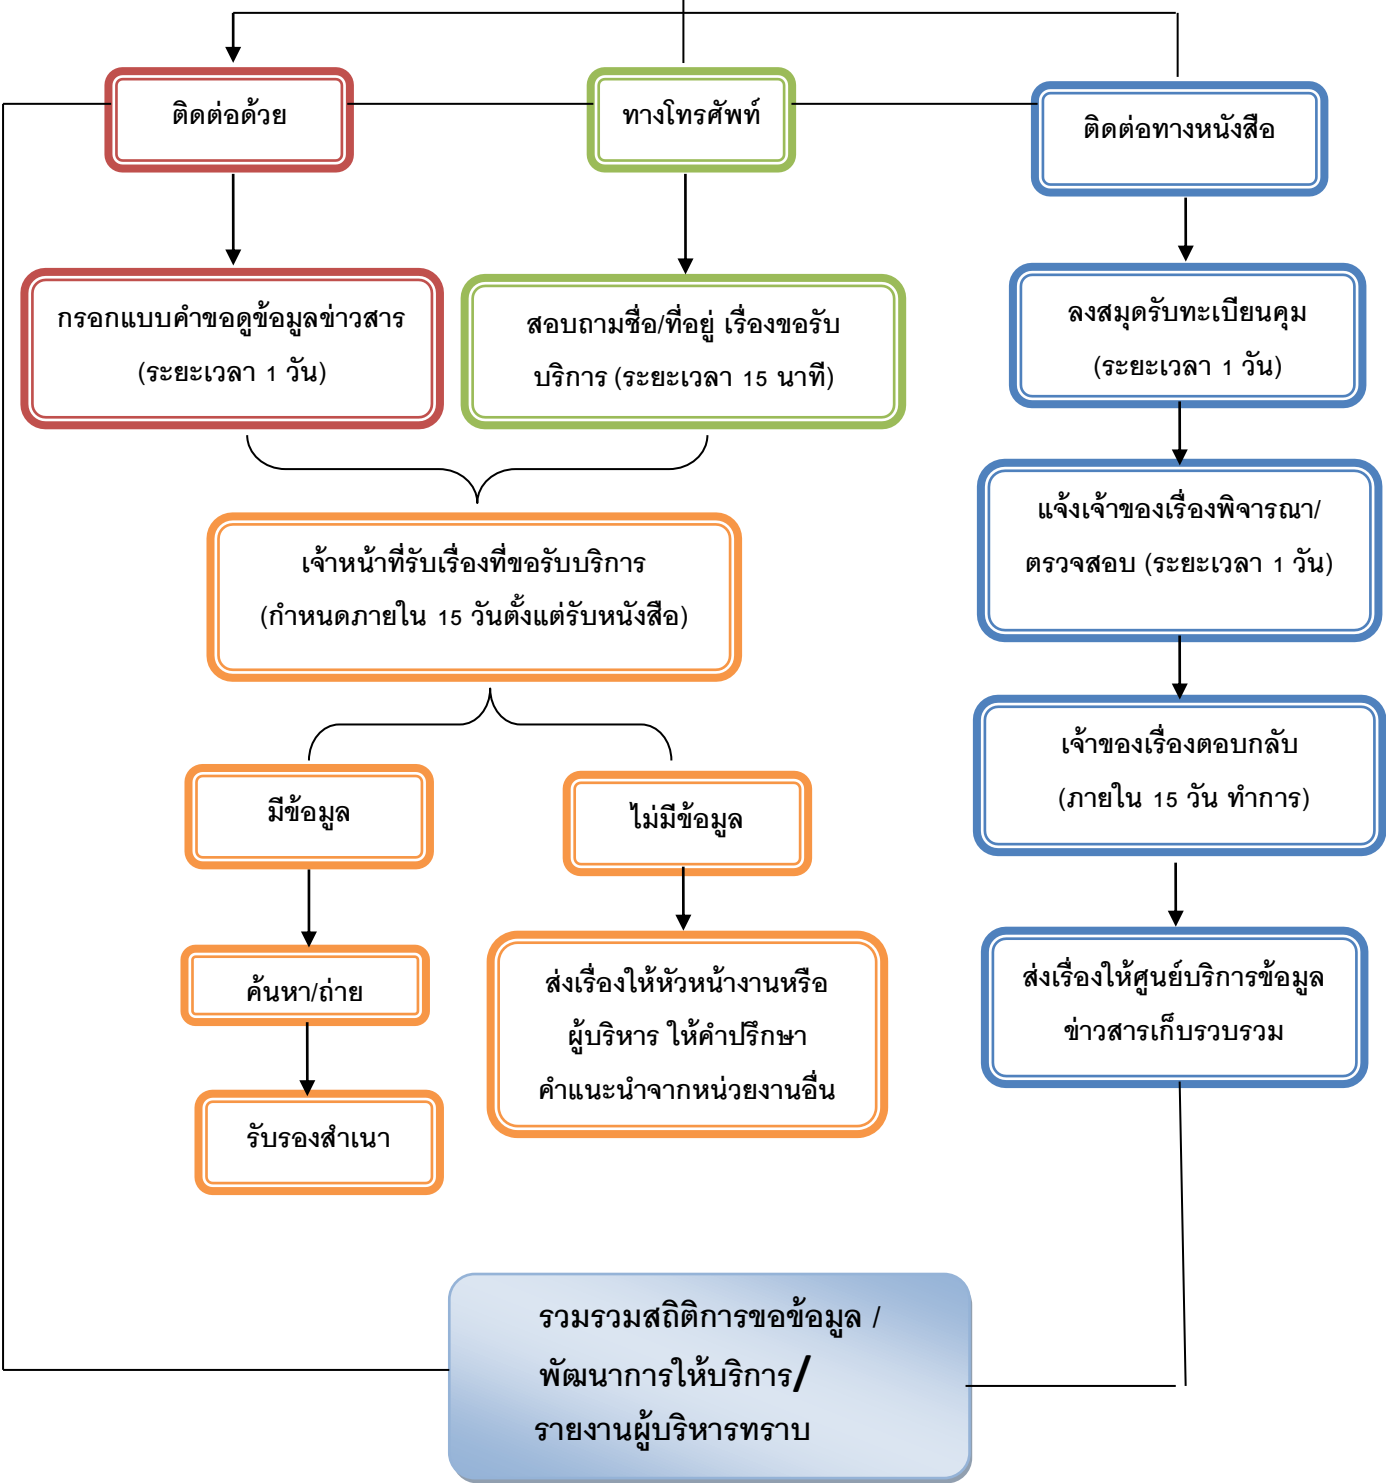 ติดต่อด้วย
ทางโทรศัพท์
ติดต่อทางหนังสือ
กรอกแบบคำขอดูข้อมูลข่าวสาร
(ระยะเวลา 1 วัน)
สอบถามชื่อ/ที่อยู่ เรื่องขอรับ
บริการ (ระยะเวลา 15 นาที)
ลงสมุดรับทะเบียนคุม
(ระยะเวลา 1 วัน)
แจ้งเจ้าของเรื่องพิจารณา/
ตรวจสอบ (ระยะเวลา 1 วัน)
เจ้าหน้าที่รับเรื่องที่ขอรับบริการ
(กำหนดภายใน 15 วันตั้งแต่รับหนังสือ)
เจ้าของเรื่องตอบกลับ
(ภายใน 15 วัน ทำการ)
มีข้อมูล
ไม่มีข้อมูล
ค้นหา/ถ่าย
รับรองสำเนา
ส่งเรื่องให้หัวหน้างานหรือ
ผู้บริหาร ให้คำปรึกษา
คำแนะนำจากหน่วยงานอื่น
ส่งเรื่องให้ศูนย์บริการข้อมูล
ข่าวสารเก็บรวบรวม
รวมรวมสถิติการขอข้อมูล /
พัฒนาการให้บริการ/
รายงานผู้บริหารทราบ